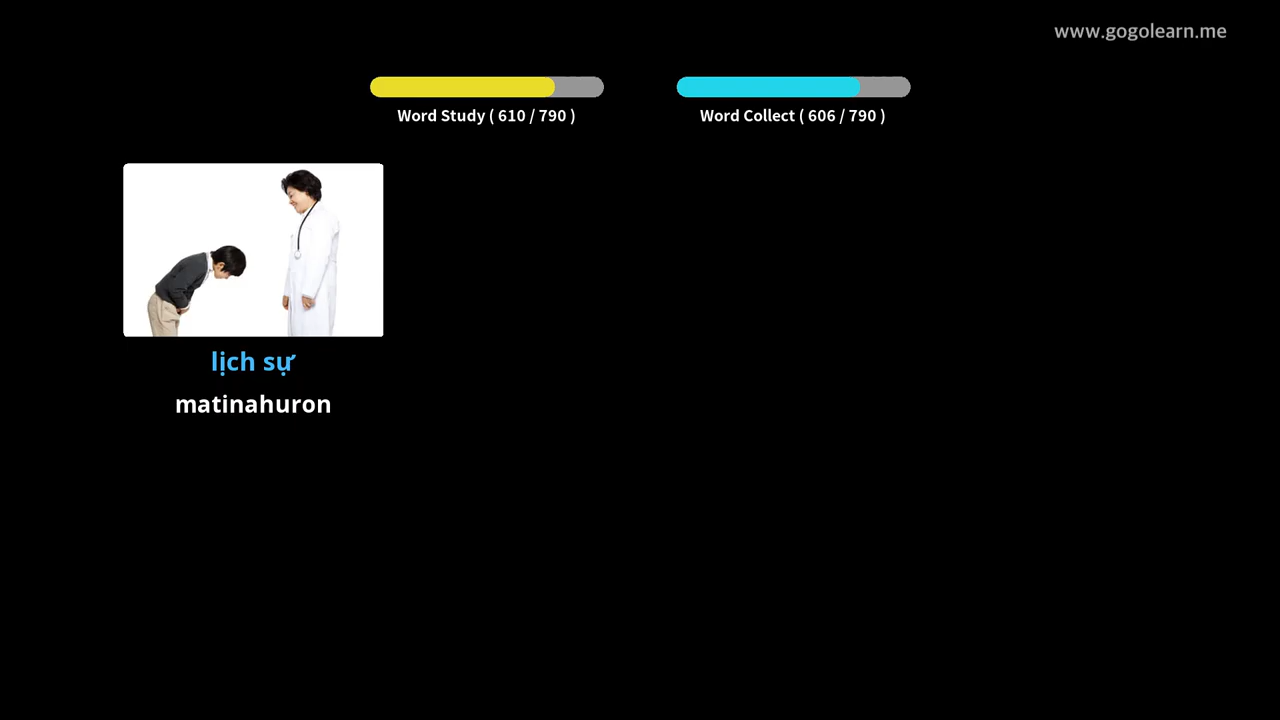 www.gogolearn.me
Word Study ( 610 / 790 )
Word Collect ( 606 / 790 )
lịch sự
matinahuron